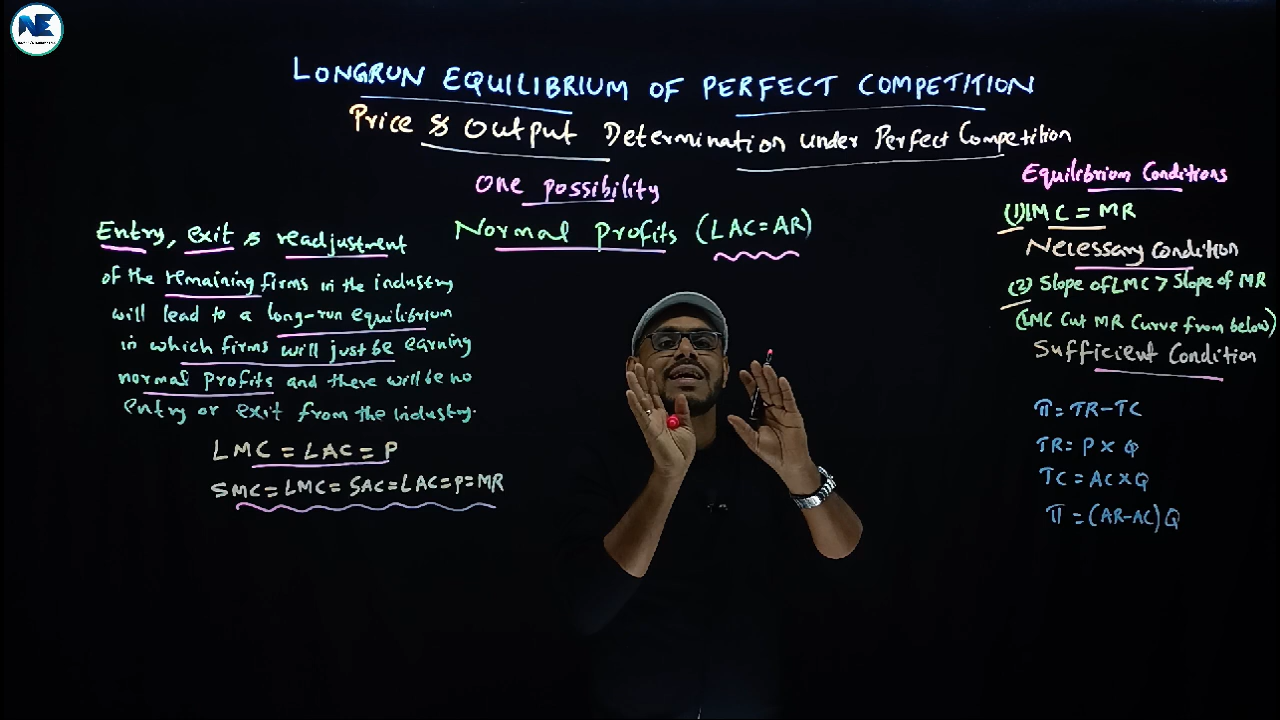 NE
LONGRUN EQUILIBRIUM OF PERFECT COMPETITION
Price & Output Determination under Perfect Competition
One possibility
Normal profits (LAC=AR)
Entry, exit & readjustment
of the remaining firms in the industry
will lead to a long-run equilibrium
in which firms will just be earning
normal profits and there will be no
entry or exit from the industry.
LMC = LAC = P
SMC = LMC = SAC = LAC = P = MR
Equilibrium Conditions
(1) LMC = MR
Necessary Condition
(2) Slope of LMC > Slope of MR
(LMC Cut MR Curve from below)
Sufficient Condition
π = TR - TC
TR = P × Q
TC = AC × Q
π = (AR-AC) Q